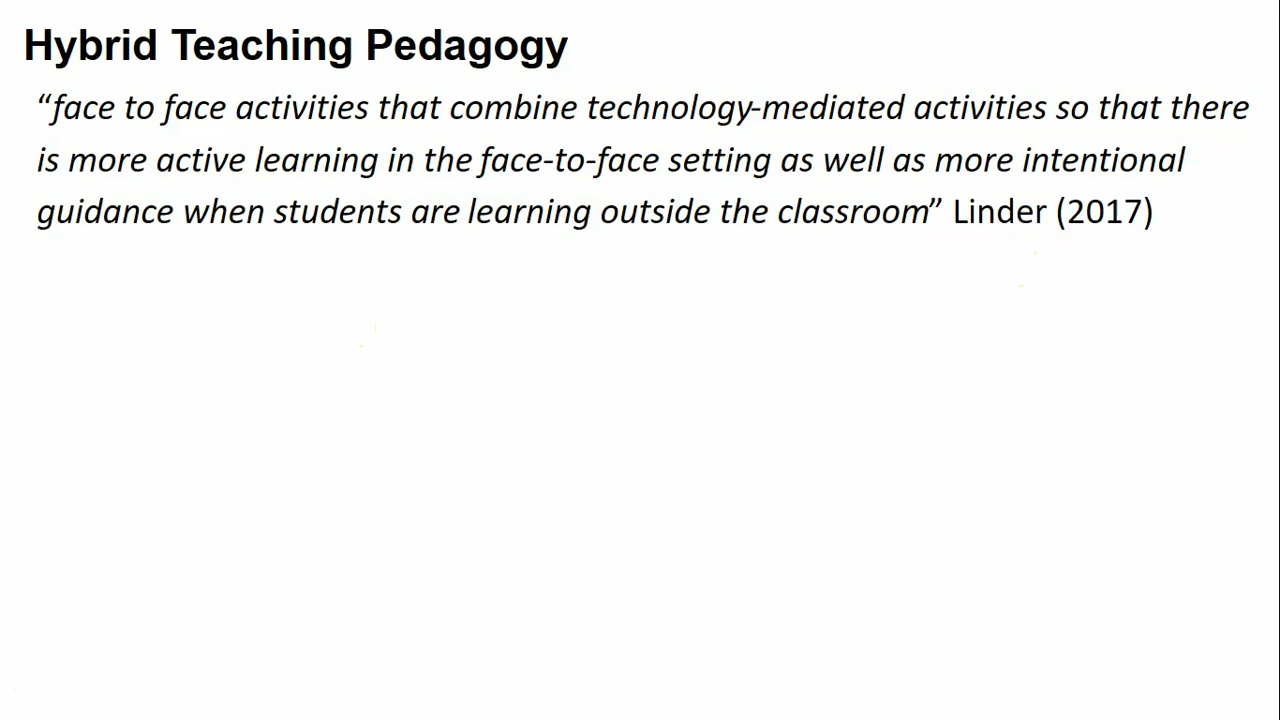 Hybrid Teaching Pedagogy
“face to face activities that combine technology-mediated activities so that there
is more active learning in the face-to-face setting as well as more intentional
guidance when students are learning outside the classroom” Linder (2017)